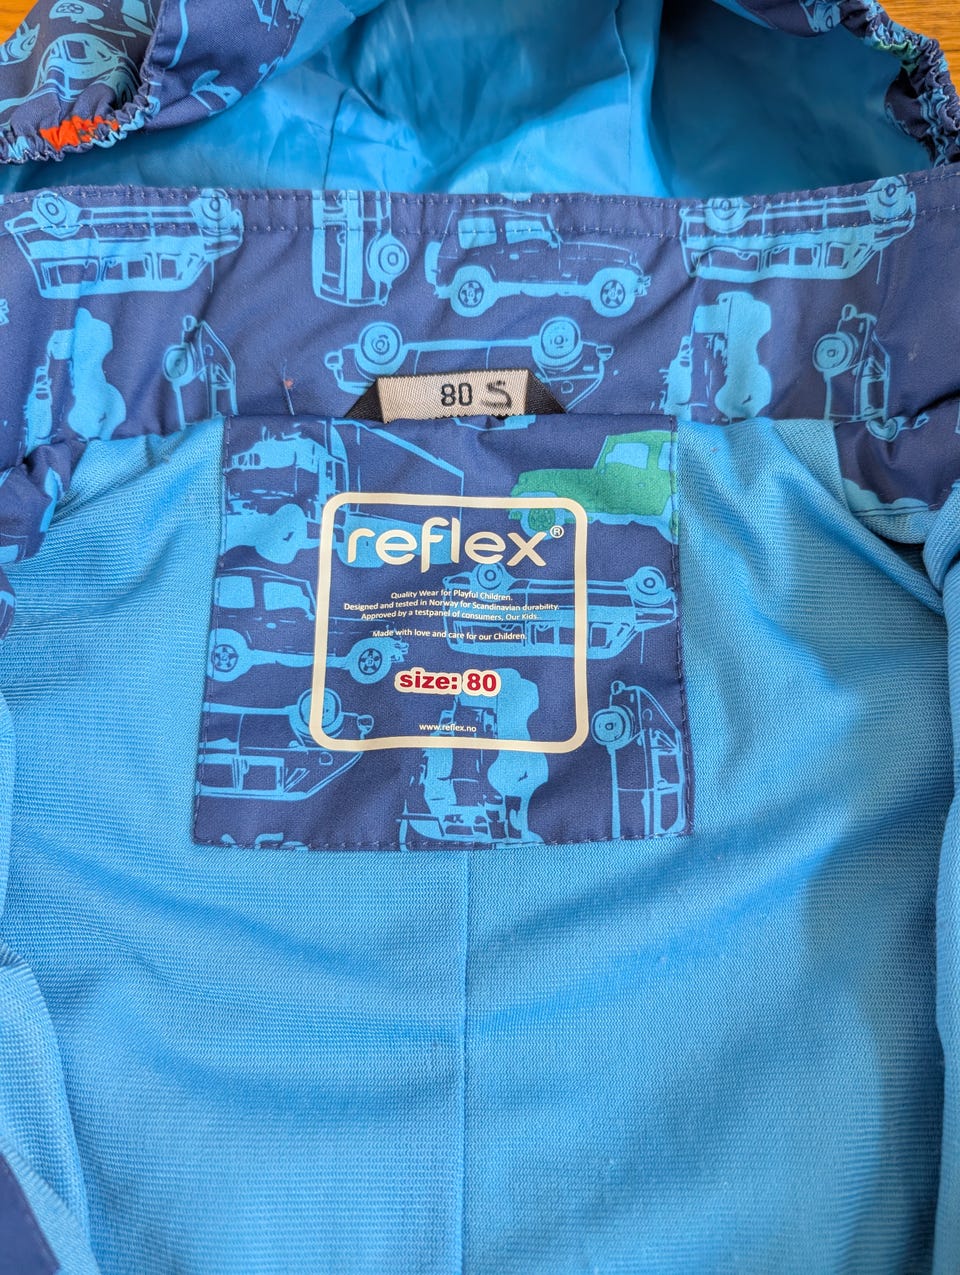 80 S
reflex®
Quality Wear for Playful Children.
Designed and tested in Norway for Scandinavian durability.
Approved by a testpanel of consumers, Our Kids.
Made with love and care for our Children.
size: 80
www.reflex.no